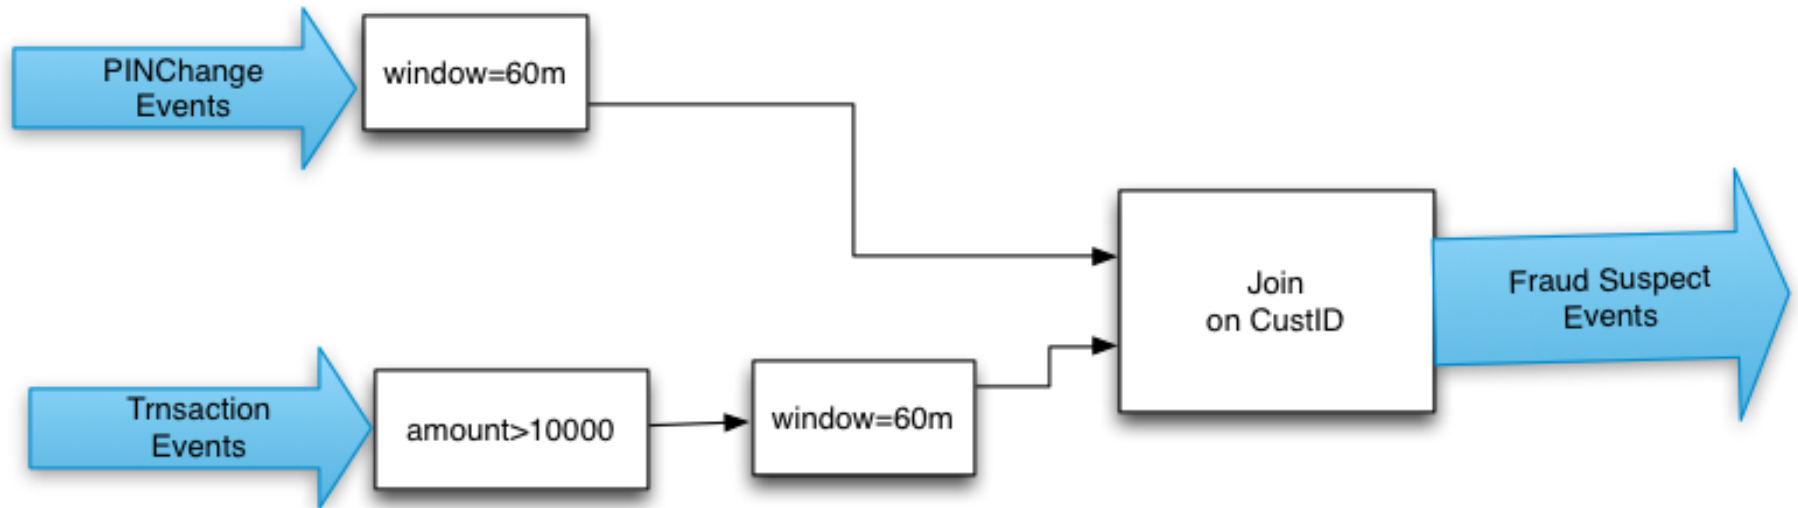 PINChange
Events
window=60m
Join
on CustID
Fraud Suspect
Events
Trnsaction
Events
amount>10000
window=60m